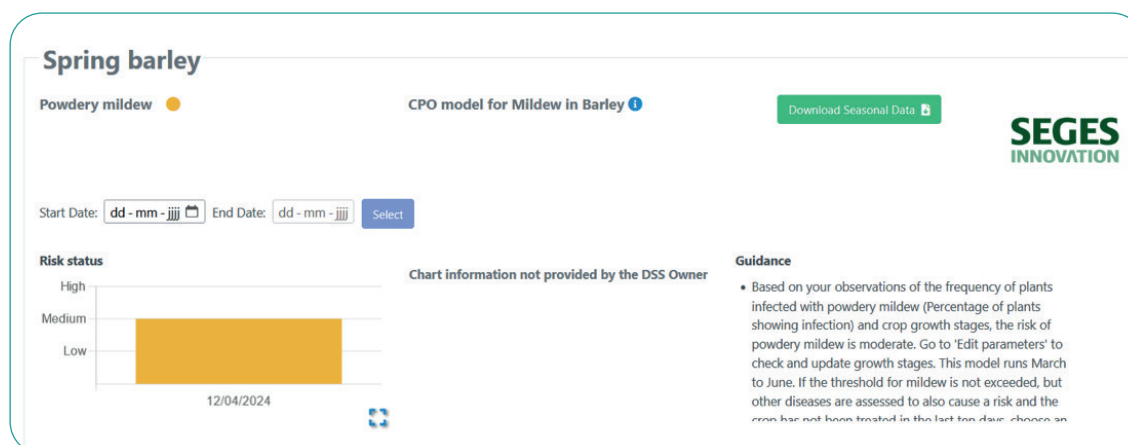 Spring barley
Powdery mildew
CPO model for Mildew in Barley
Download Seasonal Data
SEGES
INNOVATION
Start Date: dd - mm - jjjj End Date: dd - mm - jjjj Select
Risk status
High
Medium
Low
12/04/2024
Chart information not provided by the DSS Owner
Guidance
• Based on your observations of the frequency of plants
infected with powdery mildew (Percentage of plants
showing infection) and crop growth stages, the risk of
powdery mildew is moderate. Go to 'Edit parameters' to
check and update growth stages. This model runs March
to June. If the threshold for mildew is not exceeded, but
other diseases are assessed to also cause a risk and the
crop has not been treated in the last ten days, choose an